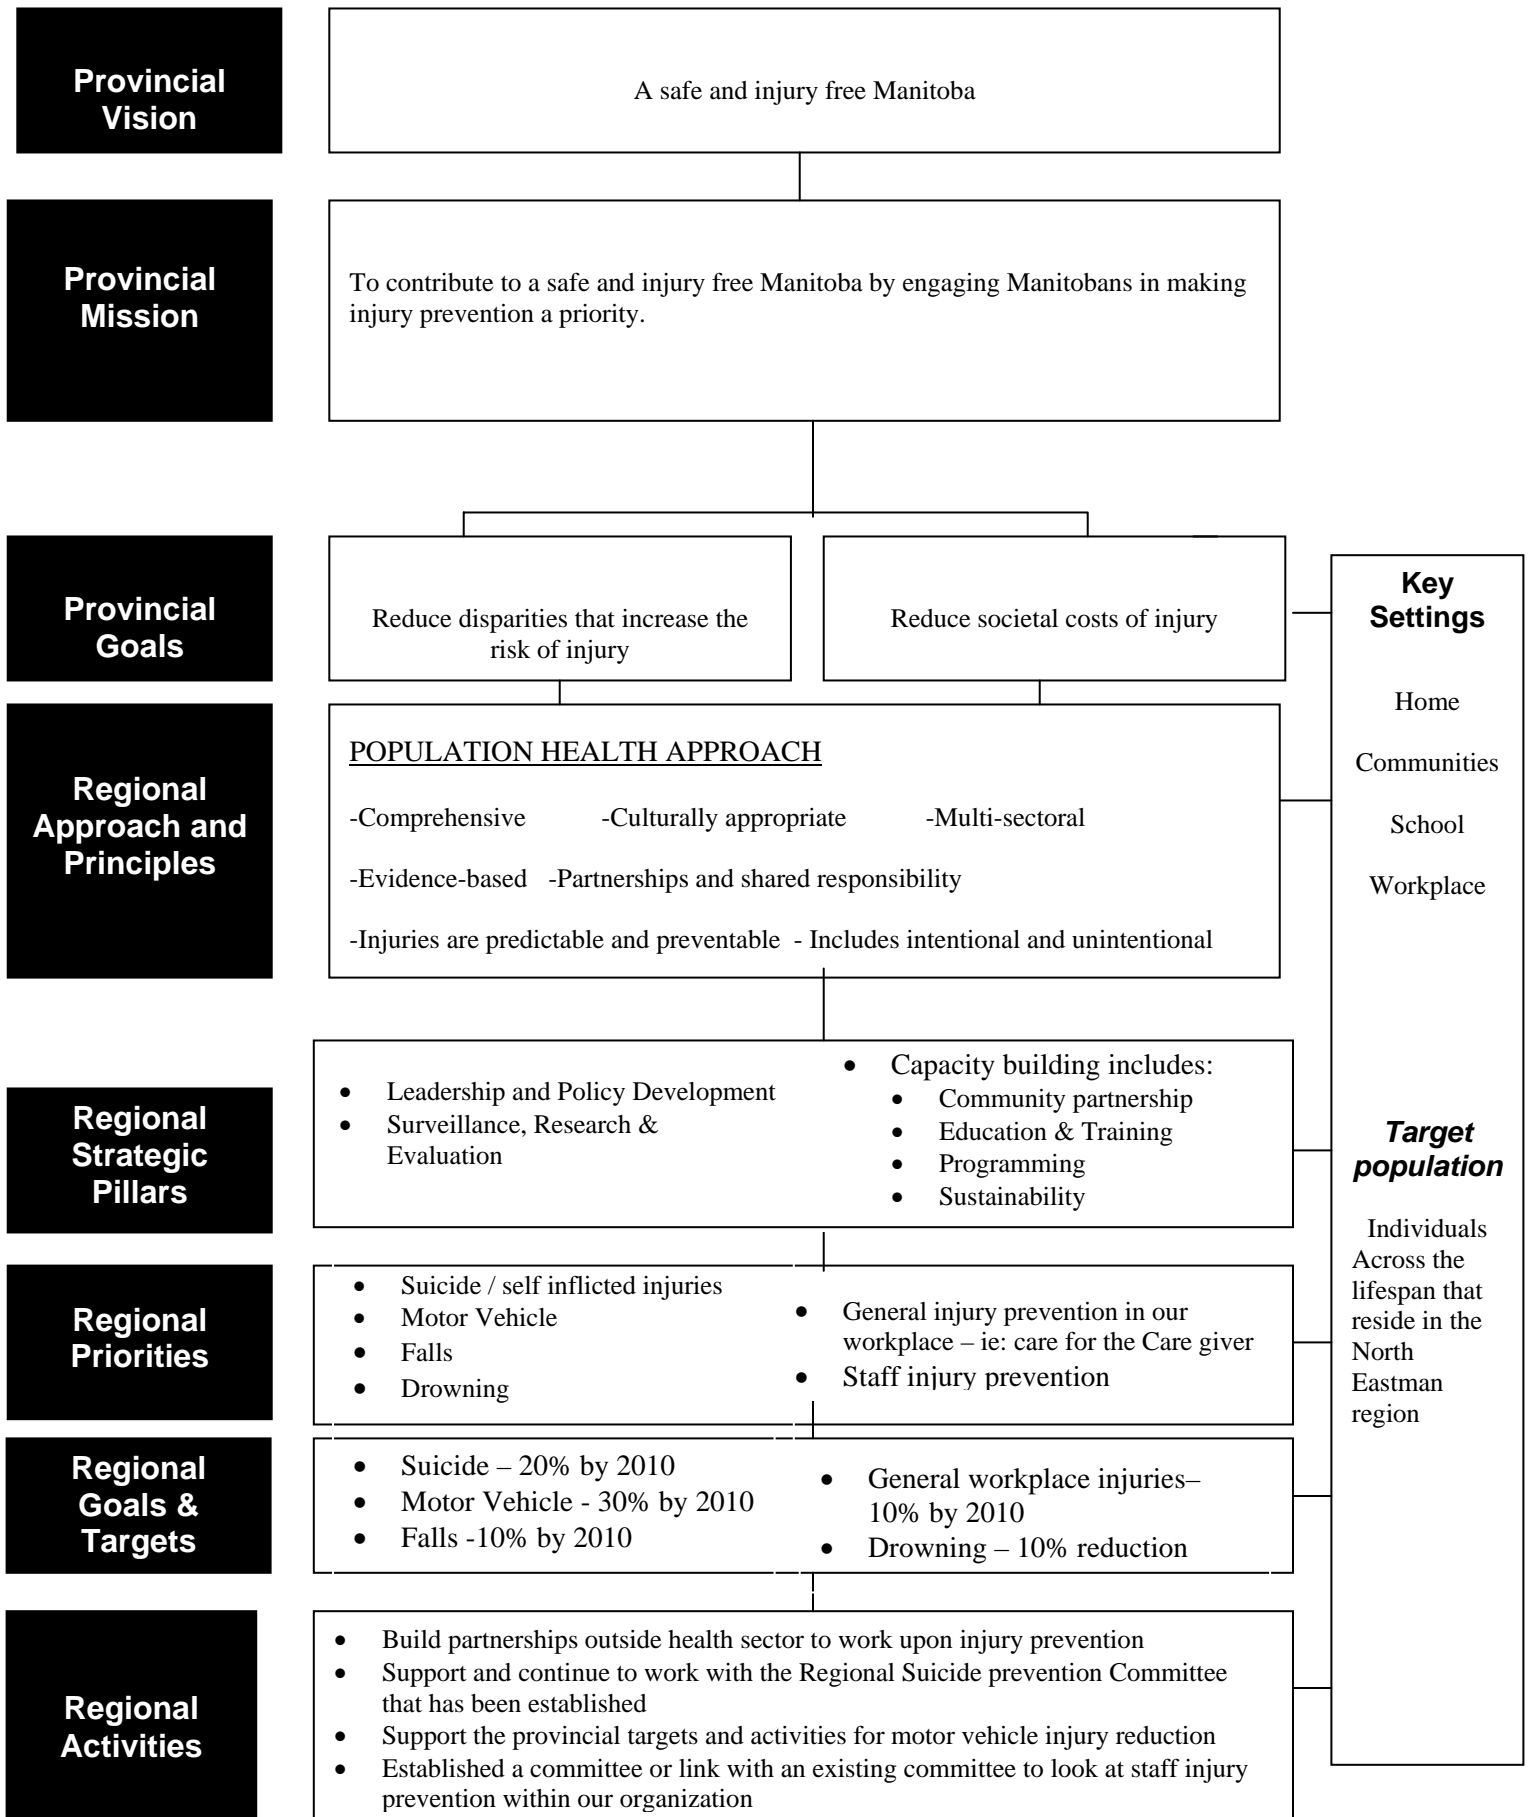 Provincial
Vision
A safe and injury free Manitoba
Provincial
Mission
To contribute to a safe and injury free Manitoba by engaging Manitobans in making
injury prevention a priority.
Provincial
Goals
Reduce disparities that increase the
risk of injury
Reduce societal costs of injury
Regional
Approach and
Principles
POPULATION HEALTH APPROACH
-Comprehensive -Culturally appropriate -Multi-sectoral
-Evidence-based -Partnerships and shared responsibility
-Injuries are predictable and preventable - Includes intentional and unintentional
Regional
Strategic
Pillars
• Leadership and Policy Development
• Surveillance, Research &
Evaluation
• Capacity building includes:
• Community partnership
• Education & Training
• Programming
• Sustainability
Regional
Priorities
• Suicide / self inflicted injuries
• Motor Vehicle
• Falls
• Drowning
• General injury prevention in our
workplace – ie: care for the Care giver
• Staff injury prevention
Regional
Goals &
Targets
• Suicide – 20% by 2010
• Motor Vehicle - 30% by 2010
• Falls -10% by 2010
• General workplace injuries–
10% by 2010
• Drowning – 10% reduction
Regional
Activities
• Build partnerships outside health sector to work upon injury prevention
• Support and continue to work with the Regional Suicide prevention Committee
that has been established
• Support the provincial targets and activities for motor vehicle injury reduction
• Established a committee or link with an existing committee to look at staff injury
prevention within our organization
Key
Settings
Home
Communities
School
Workplace
Target
population
Individuals
Across the
lifespan that
reside in the
North
Eastman
region